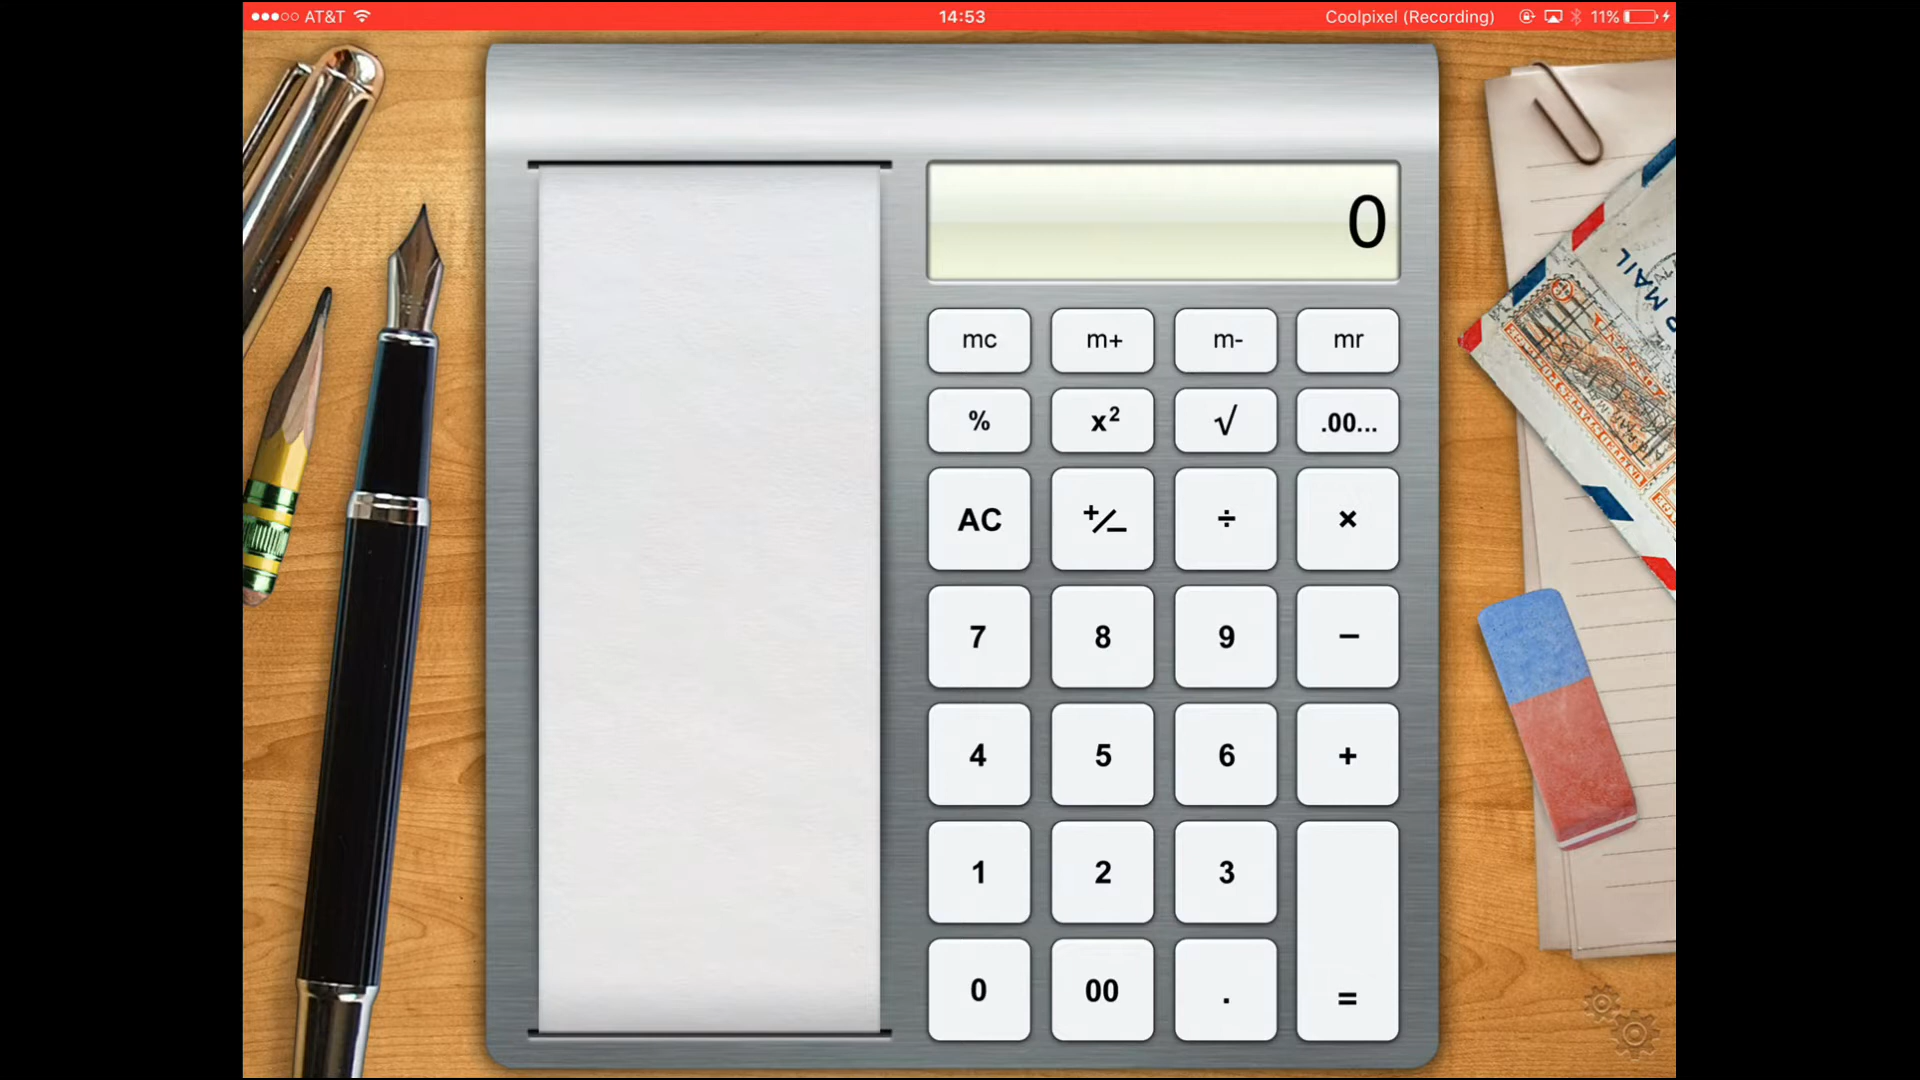 AT&T 14:53 Coolpixel (Recording) 11%
0
mc m+ m- mr
% x² √ .00...
AC +/− ÷ ×
7 8 9 −
4 5 6 +
1 2 3
0 00 . =
MAIL